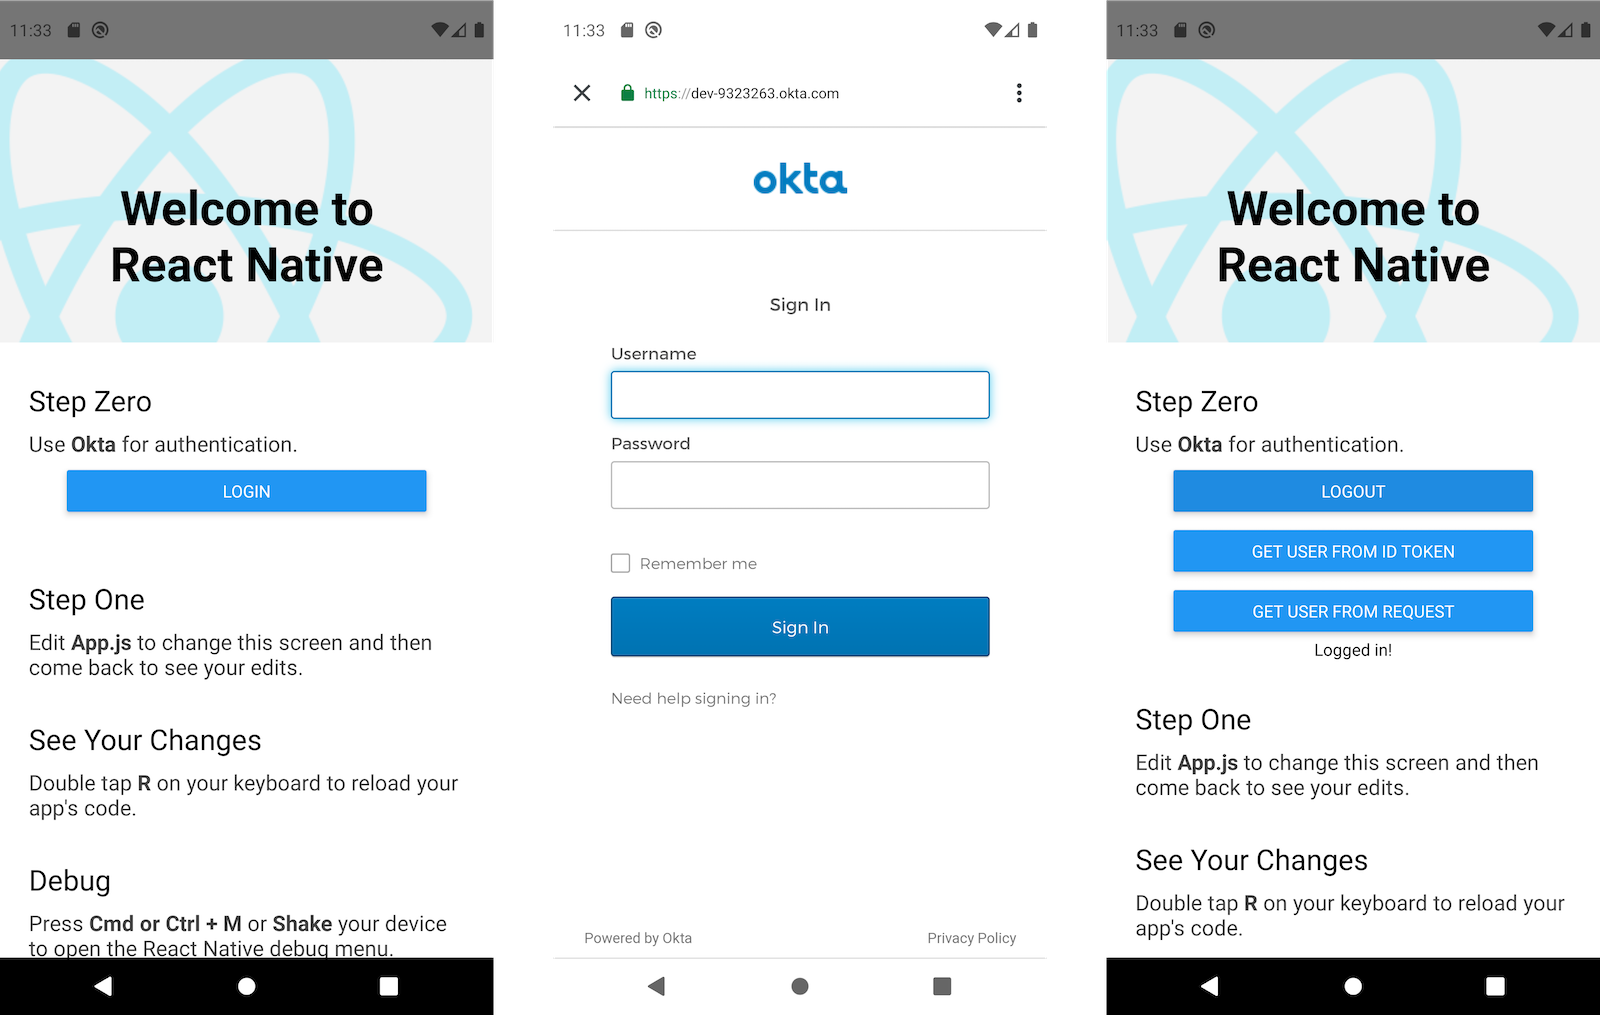 11:33
Welcome to
React Native
Step Zero
Use Okta for authentication.
LOGIN
Step One
Edit App.js to change this screen and then
come back to see your edits.
See Your Changes
Double tap R on your keyboard to reload your
app's code.
Debug
Press Cmd or Ctrl + M or Shake your device
to open the React Native debug menu.
11:33
https://dev-9323263.okta.com
okta
Sign In
Username
Password
Remember me
Sign In
Need help signing in?
Powered by Okta
Privacy Policy
11:33
Welcome to
React Native
Step Zero
Use Okta for authentication.
LOGOUT
GET USER FROM ID TOKEN
GET USER FROM REQUEST
Logged in!
Step One
Edit App.js to change this screen and then
come back to see your edits.
See Your Changes
Double tap R on your keyboard to reload your
app's code.